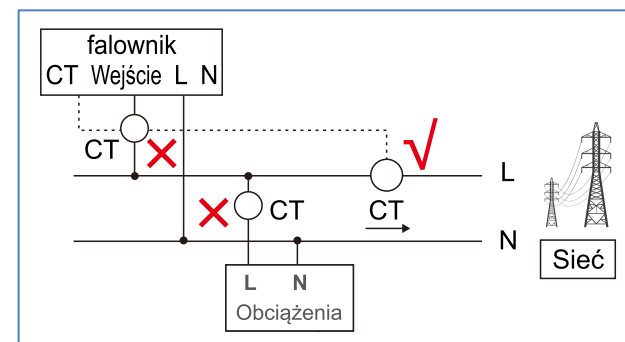 falownik
CT Wejście L N
CT
L
CT
CT
N
Sieć
L N
Obciążenia